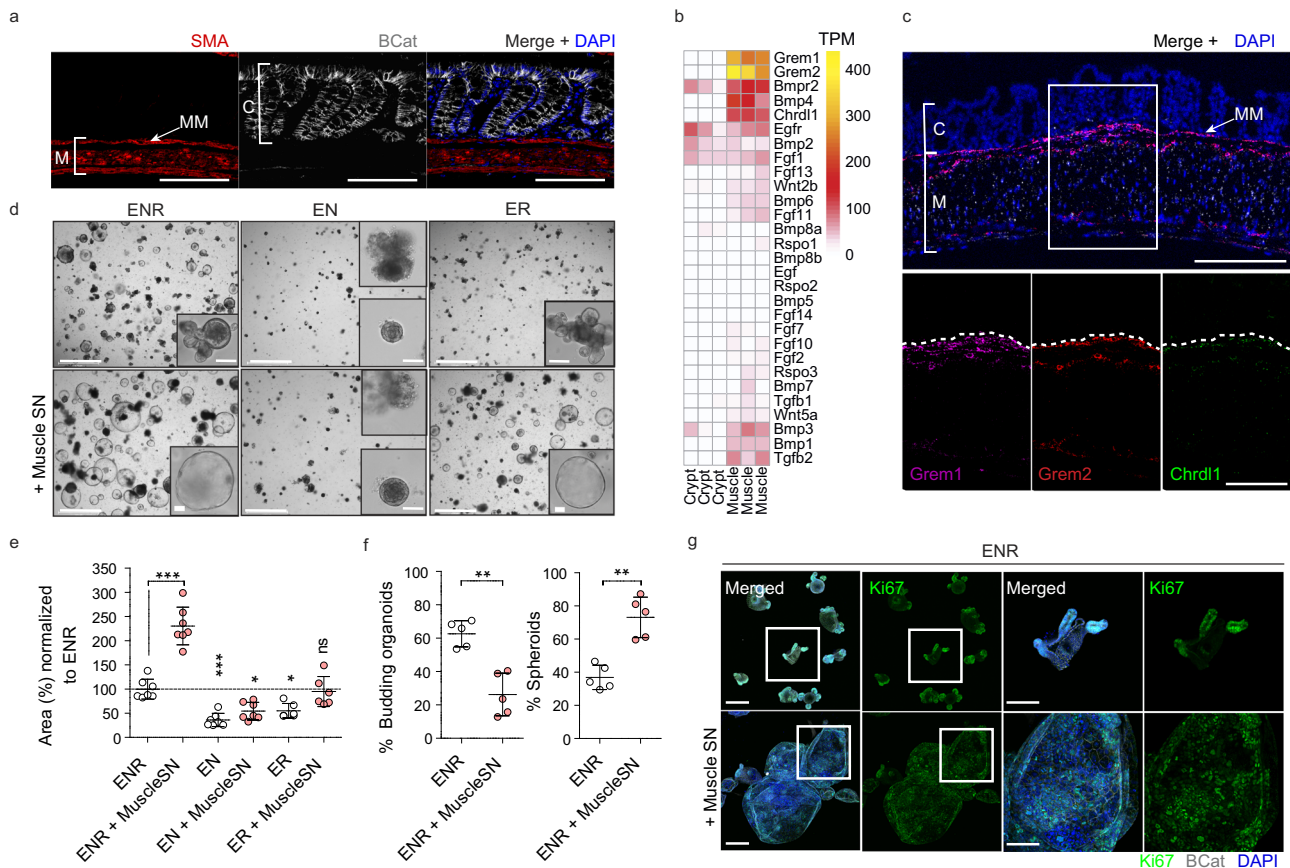 a
SMA
BCat
Merge + DAPI
C
MM
M
b
TPM
Grem1
Grem2
Bmpr2
Bmp4
Chrdl1
Egfr
Bmp2
Fgf1
Fgf13
Wnt2b
Bmp6
Fgf11
Bmp8a
Rspo1
Bmp8b
Egf
Rspo2
Bmp5
Fgf14
Fgf7
Fgf10
Fgf2
Rspo3
Bmp7
Tgfb1
Wnt5a
Bmp3
Bmp1
Tgfb2
400
300
200
100
0
Crypt
Crypt
Crypt
Muscle
Muscle
Muscle
c
Merge + DAPI
C
MM
M
Grem1
Grem2
Chrdl1
d
ENR
EN
ER
+ Muscle SN
e
Area (%) normalized
to ENR
350
300
250
200
150
100
50
0
***
***
*
*
ns
ENR
ENR + MuscleSN
EN
EN + MuscleSN
ER
ER + MuscleSN
f
% Budding organoids
100
80
60
40
20
0
**
ENR
ENR + MuscleSN
% Spheroids
100
80
60
40
20
0
**
ENR
ENR + MuscleSN
g
ENR
Merged
Ki67
Merged
Ki67
+ Muscle SN
Ki67 BCat DAPI